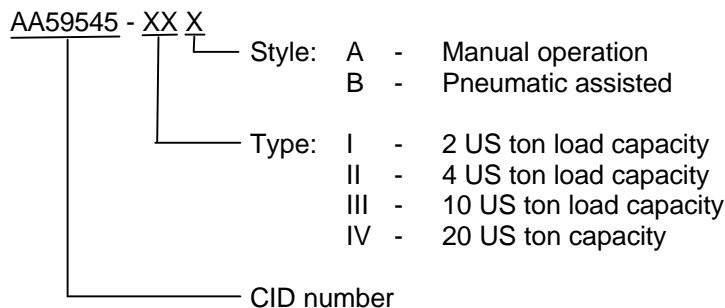 AA59545 - XX X
Style: A - Manual operation
B - Pneumatic assisted
Type: I - 2 US ton load capacity
II - 4 US ton load capacity
III - 10 US ton load capacity
IV - 20 US ton capacity
CID number